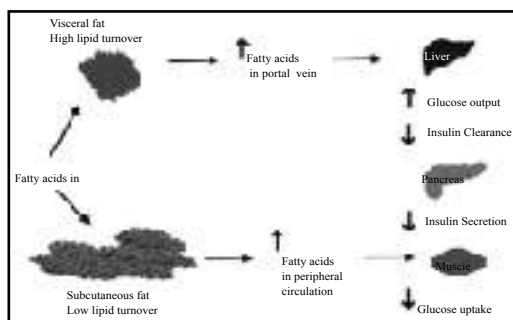 Visceral fat
High lipid turnover
Fatty acids
in portal vein
Liver
Glucose output
Insulin Clearance
Fatty acids in
Pancreas
Insulin Secretion
Fatty acids
in peripheral
circulation
Muscie
Subcutaneous fat
Low lipid turnover
Glucose uptake